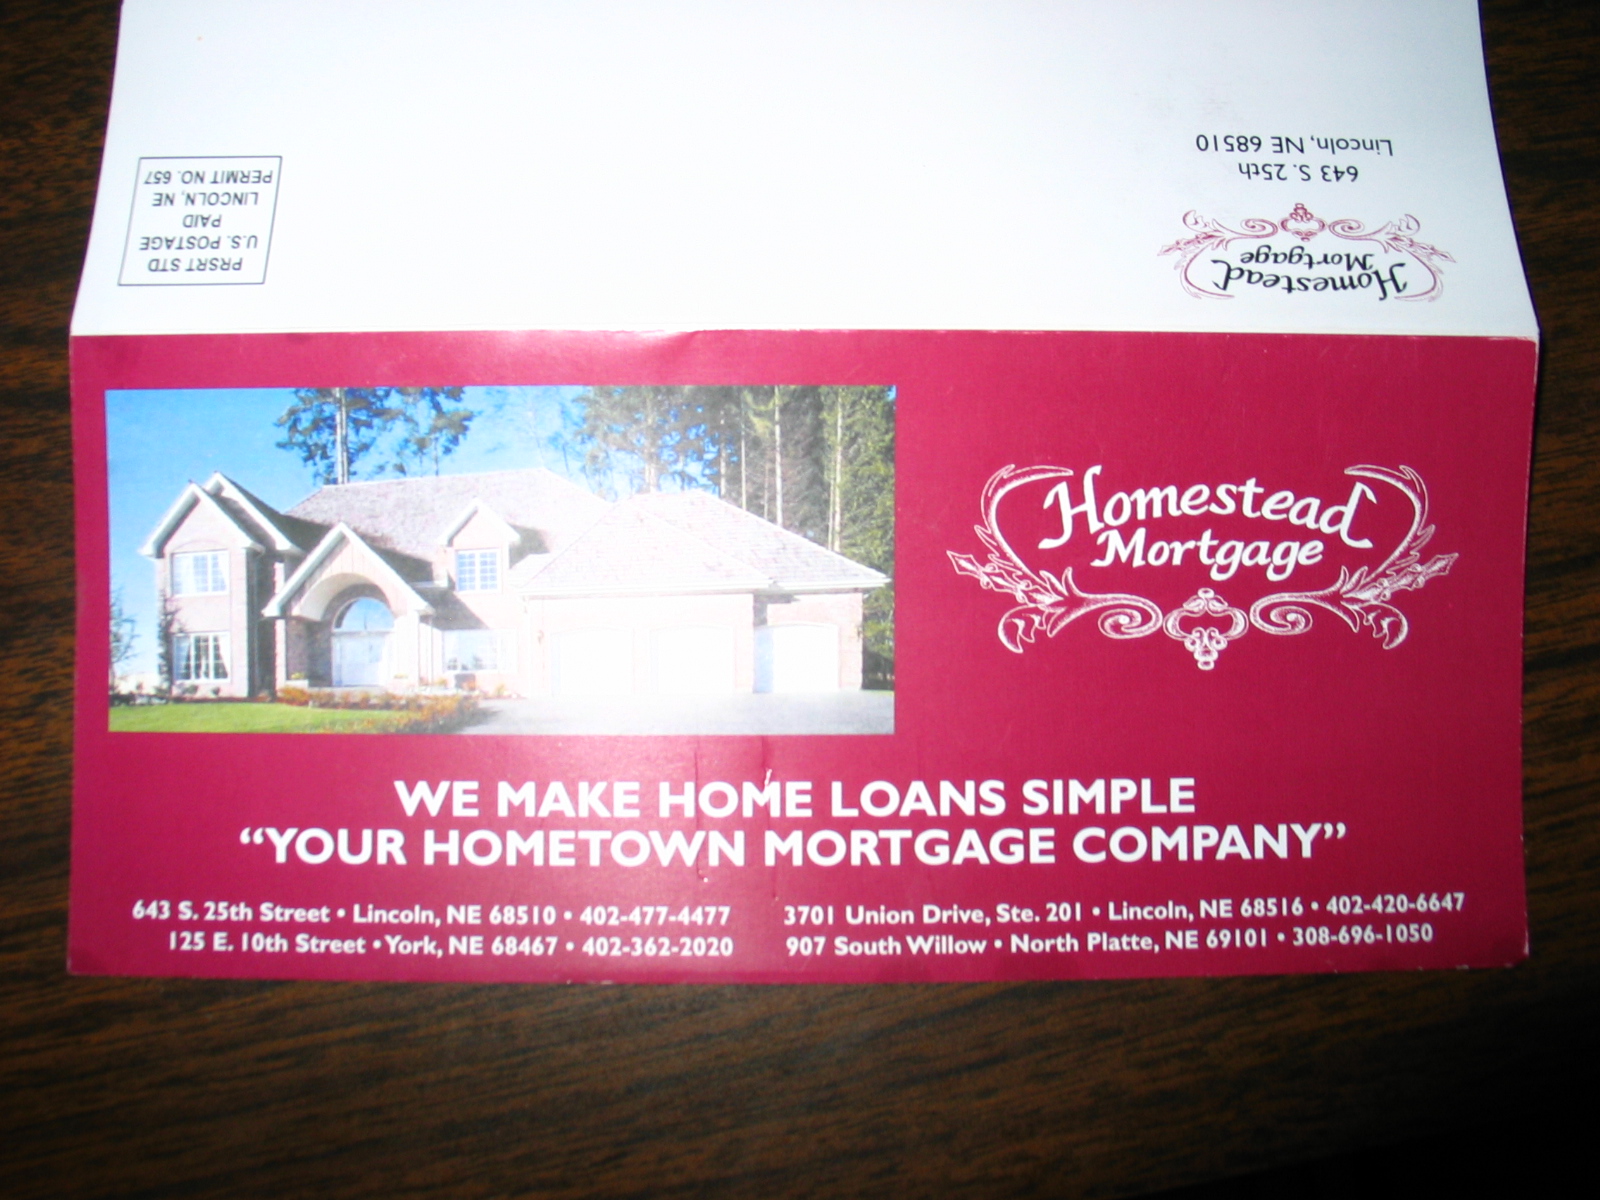 PRSRT STD
U.S. POSTAGE
PAID
LINCOLN, NE
PERMIT NO. 657
Homestead
Mortgage
643 S. 25th
Lincoln, NE 68510
Homestead
Mortgage
WE MAKE HOME LOANS SIMPLE
“YOUR HOMETOWN MORTGAGE COMPANY”
643 S. 25th Street • Lincoln, NE 68510 • 402-477-4477
125 E. 10th Street • York, NE 68467 • 402-362-2020
3701 Union Drive, Ste. 201 • Lincoln, NE 68516 • 402-420-6647
907 South Willow • North Platte, NE 69101 • 308-696-1050